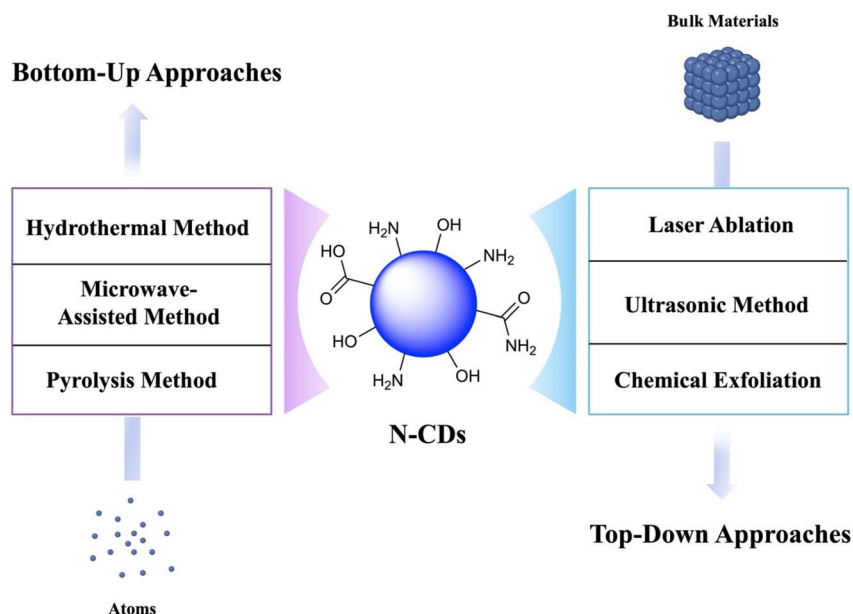 Bulk Materials
Bottom-Up Approaches
Hydrothermal Method
Microwave-
Assisted Method
Pyrolysis Method
Atoms
H₂N
OH
HO
O
NH₂
O
HO
NH₂
H₂N
OH
N-CDs
Laser Ablation
Ultrasonic Method
Chemical Exfoliation
Top-Down Approaches